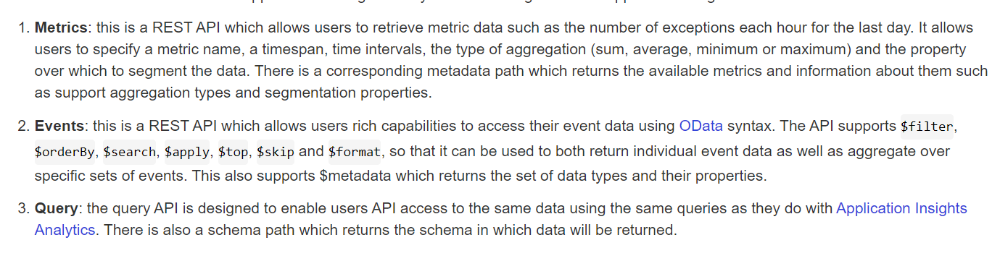 1. Metrics: this is a REST API which allows users to retrieve metric data such as the number of exceptions each hour for the last day. It allows
users to specify a metric name, a timespan, time intervals, the type of aggregation (sum, average, minimum or maximum) and the property
over which to segment the data. There is a corresponding metadata path which returns the available metrics and information about them such
as support aggregation types and segmentation properties.
2. Events: this is a REST API which allows users rich capabilities to access their event data using OData syntax. The API supports $filter,
$orderBy, $search, $apply, $top, $skip and $format, so that it can be used to both return individual event data as well as aggregate over
specific sets of events. This also supports $metadata which returns the set of data types and their properties.
3. Query: the query API is designed to enable users API access to the same data using the same queries as they do with Application Insights
Analytics. There is also a schema path which returns the schema in which data will be returned.